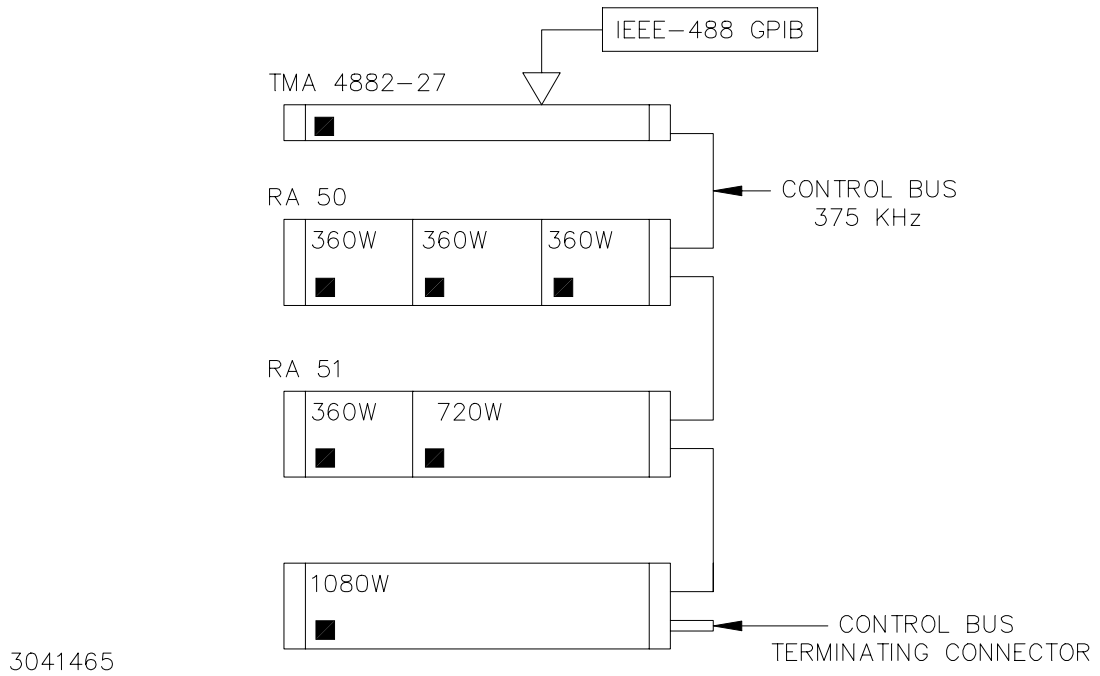 IEEE-488 GPIB
TMA 4882-27
RA 50
CONTROL BUS
375 KHz
360W 360W 360W
RA 51
360W 720W
1080W
CONTROL BUS
TERMINATING CONNECTOR
3041465